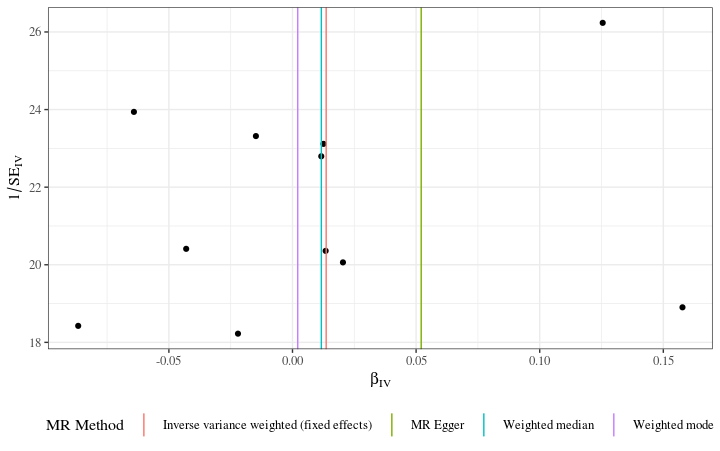 26
24
22
20
18
1/SE_IV
-0.05 0.00 0.05 0.10 0.15
β_IV
MR Method Inverse variance weighted (fixed effects) MR Egger Weighted median Weighted mode